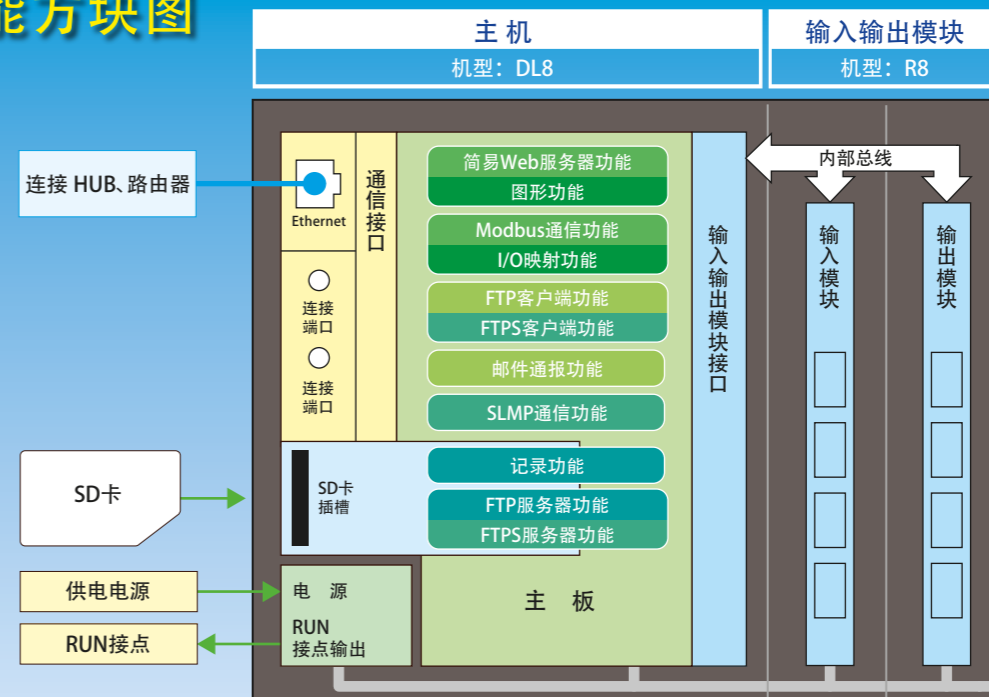 能方块图
主机
机型：DL8
输入输出模块
机型：R8
连接 HUB、路由器
Ethernet
通信接口
连接
端口
连接
端口
简易Web服务器功能
图形功能
Modbus通信功能
I/O映射功能
FTP客户端功能
FTPS客户端功能
邮件通报功能
SLMP通信功能
记录功能
FTP服务器功能
FTPS服务器功能
主 板
输入输出模块接口
内部总线
输入模块
输出模块
SD卡
SD卡
插槽
供电电源
RUN接点
电 源
RUN
接点输出